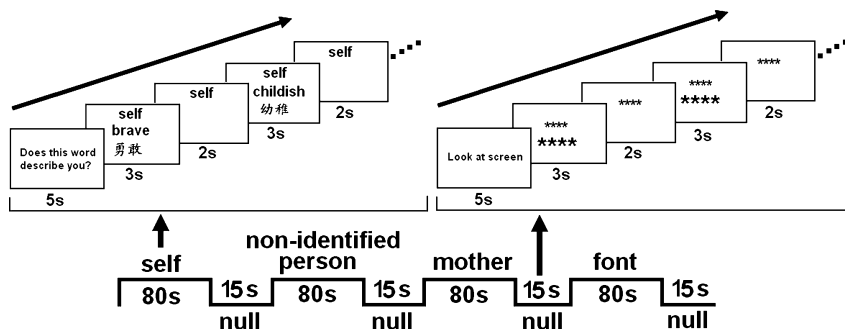 Does this word
describe you?
5s
self
brave
勇敢
3s
self
2s
self
childish
幼稚
3s
self
2s
Look at screen
5s
****
****
3s
****
2s
****
****
3s
****
2s
self
80s
15s
null
non-identified
person
80s
15s
null
mother
80s
15s
null
font
80s
15s
null